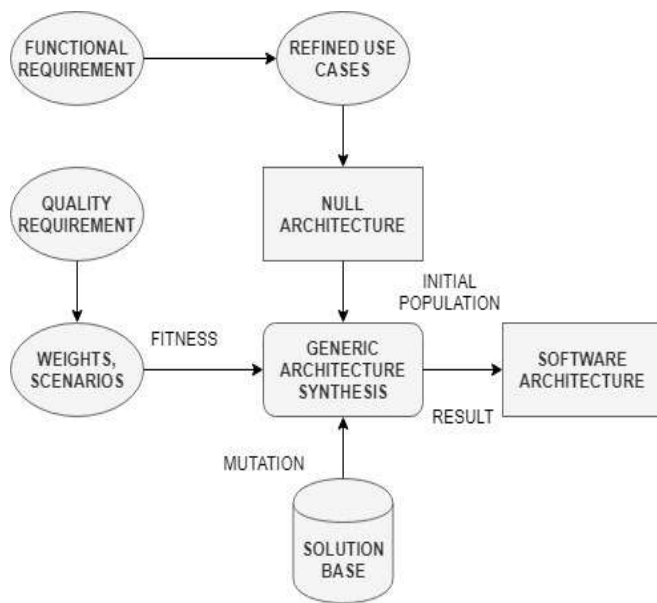 FUNCTIONAL
REQUIREMENT
REFINED USE
CASES
QUALITY
REQUIREMENT
NULL
ARCHITECTURE
INITIAL
POPULATION
WEIGHTS,
SCENARIOS
FITNESS
GENERIC
ARCHITECTURE
SYNTHESIS
SOFTWARE
ARCHITECTURE
RESULT
MUTATION
SOLUTION
BASE